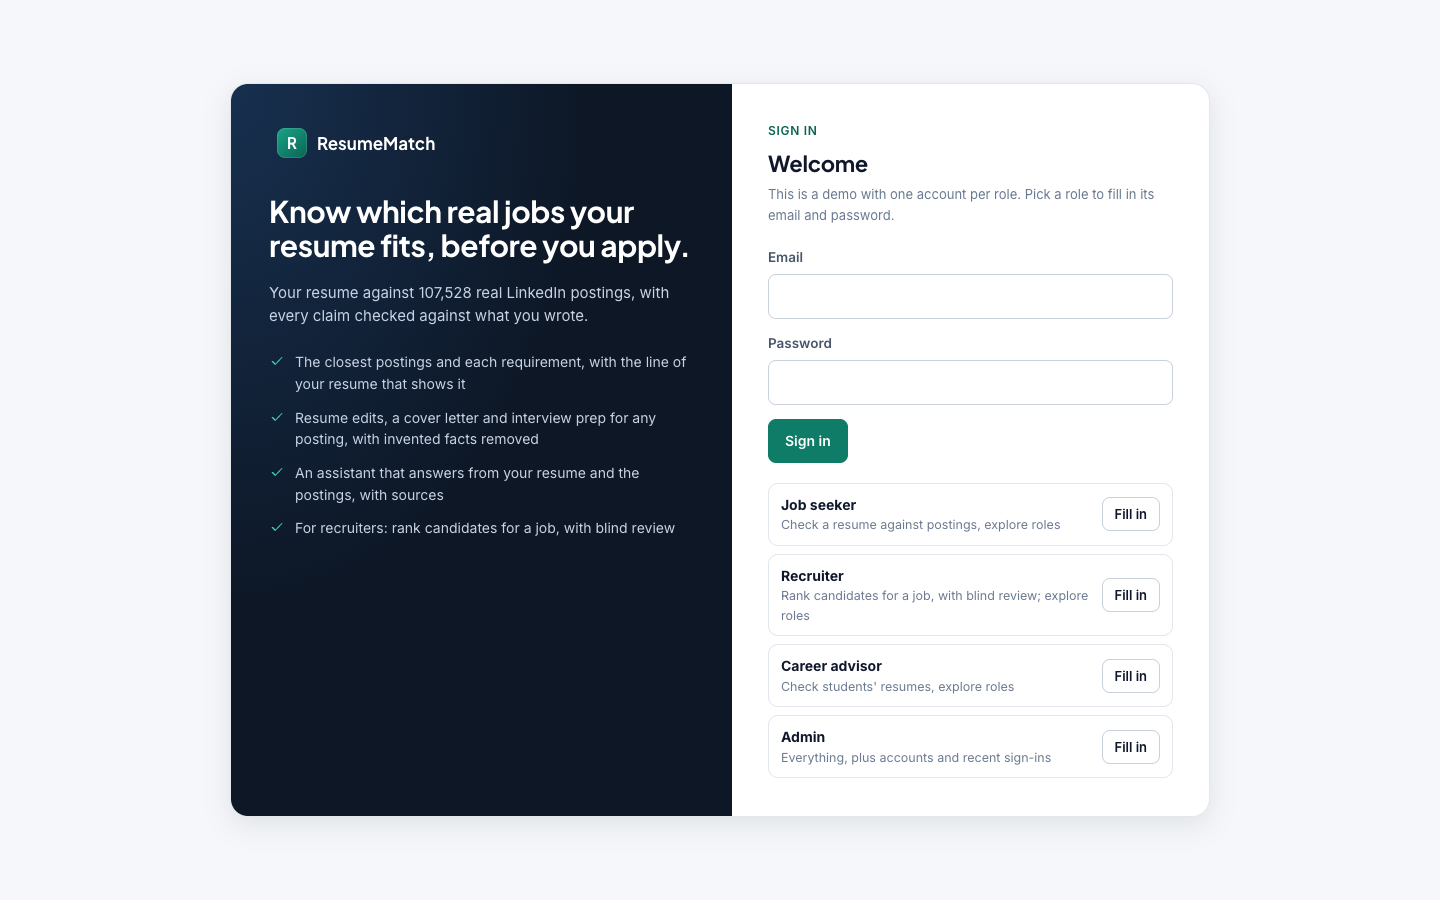 R
ResumeMatch
Know which real jobs your
resume fits, before you apply.
Your resume against 107,528 real LinkedIn postings, with
every claim checked against what you wrote.
The closest postings and each requirement, with the line of
your resume that shows it
Resume edits, a cover letter and interview prep for any
posting, with invented facts removed
An assistant that answers from your resume and the
postings, with sources
For recruiters: rank candidates for a job, with blind review
SIGN IN
Welcome
This is a demo with one account per role. Pick a role to fill in its
email and password.
Email
Password
Sign in
Job seeker
Check a resume against postings, explore roles
Fill in
Recruiter
Rank candidates for a job, with blind review; explore
roles
Fill in
Career advisor
Check students' resumes, explore roles
Fill in
Admin
Everything, plus accounts and recent sign-ins
Fill in